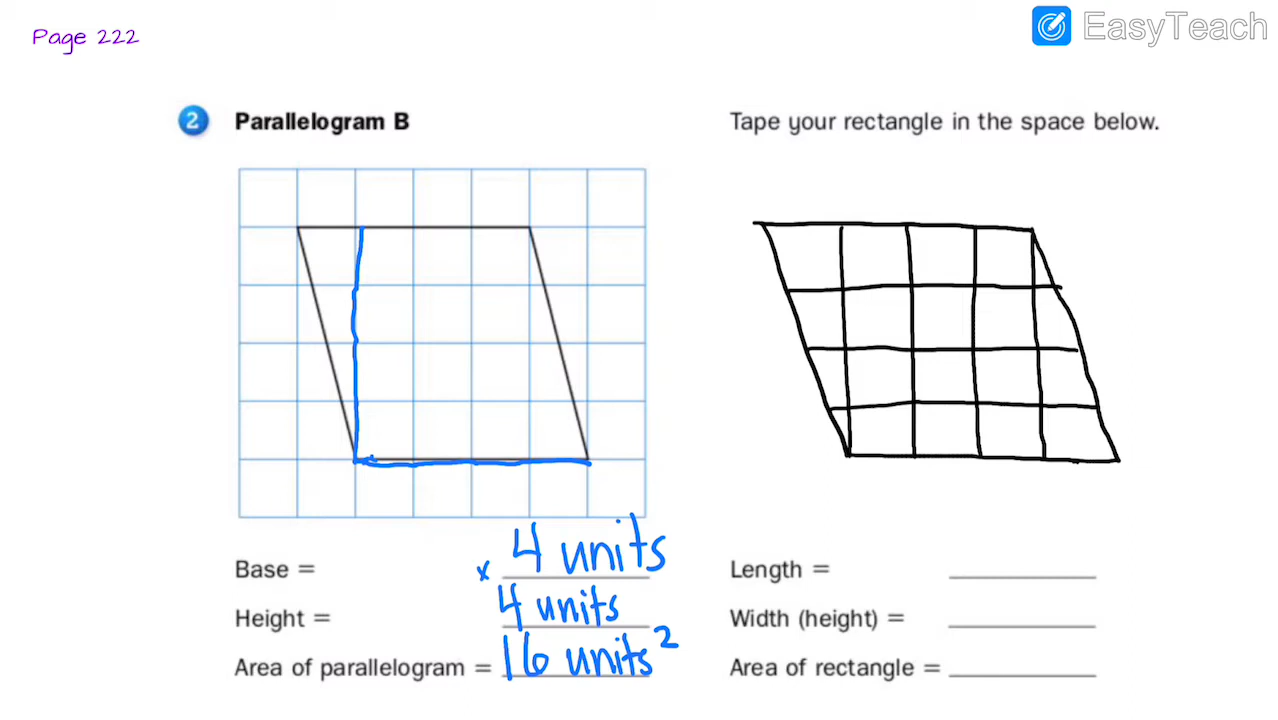 Page 222
EasyTeach
2 Parallelogram B
Tape your rectangle in the space below.
Base = × 4 units
Height = 4 units
Area of parallelogram = 16 units²
Length =
Width (height) =
Area of rectangle =